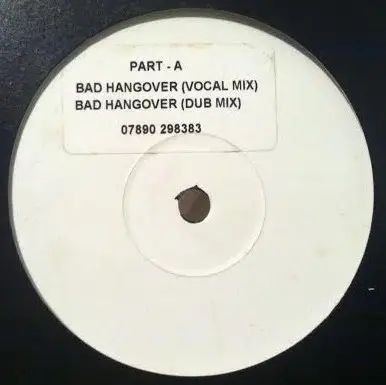 PART - A
BAD HANGOVER (VOCAL MIX)
BAD HANGOVER (DUB MIX)
07890 298383